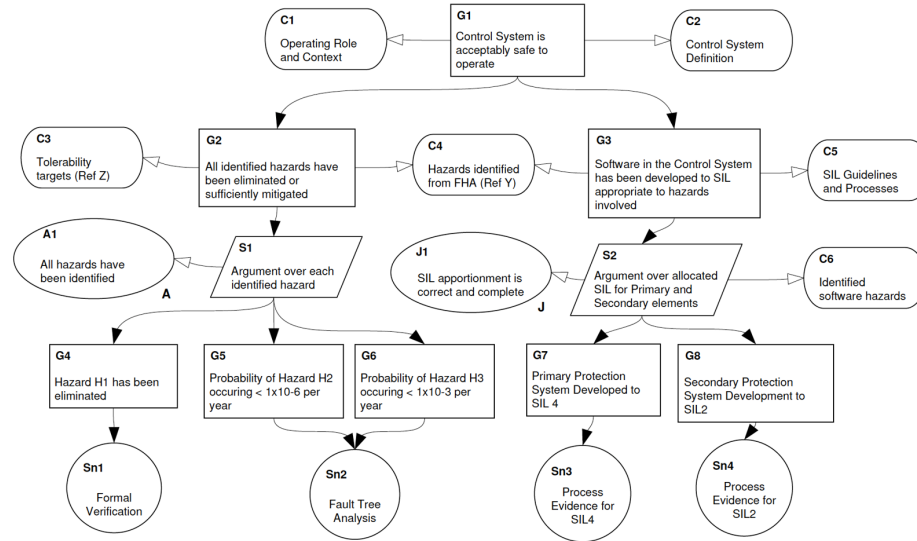 C1
Operating Role
and Context
G1
Control System is
acceptably safe to
operate
C2
Control System
Definition
C3
Tolerability
targets (Ref Z)
G2
All identified hazards have
been eliminated or
sufficiently mitigated
C4
Hazards identified
from FHA (Ref Y)
G3
Software in the Control System
has been developed to SIL
appropriate to hazards
involved
C5
SIL Guidelines
and Processes
A1
All hazards have
been identified
A
S1
Argument over each
identified hazard
J1
SIL apportionment is
correct and complete
J
S2
Argument over allocated
SIL for Primary and
Secondary elements
C6
Identified
software hazards
G4
Hazard H1 has been
eliminated
G5
Probability of Hazard H2
occuring < 1x10-6 per
year
G6
Probability of Hazard H3
occuring < 1x10-3 per
year
G7
Primary Protection
System Developed to
SIL 4
G8
Secondary Protection
System Development to
SIL2
Sn1
Formal
Verification
Sn2
Fault Tree
Analysis
Sn3
Process
Evidence for
SIL4
Sn4
Process
Evidence for
SIL2